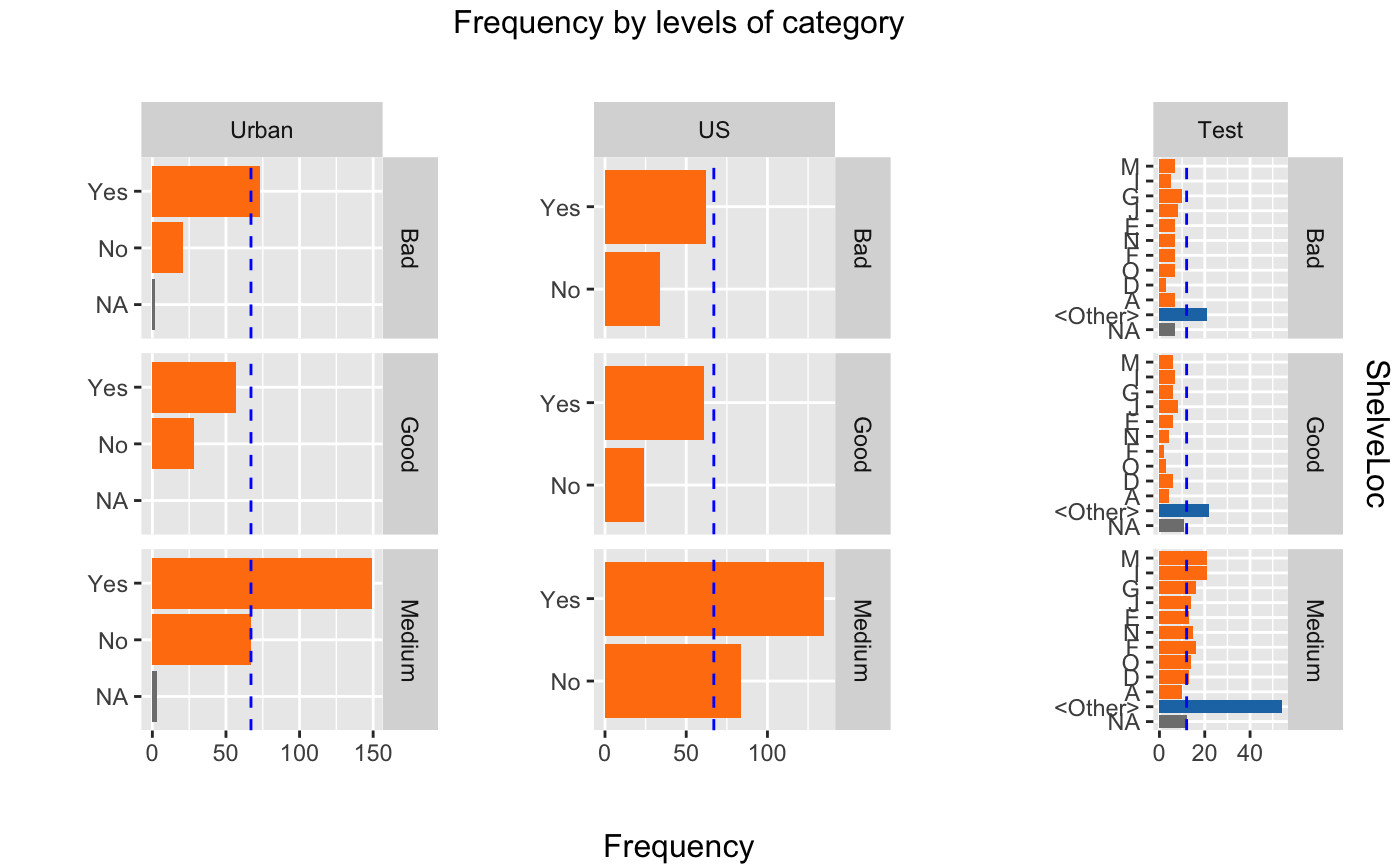 Frequency by levels of category
Urban
US
Test
Yes
No
NA
Bad
Yes
No
Bad
M
G
J
E
N
F
O
D
A
<Other>
NA
Bad
Yes
No
NA
Good
Yes
No
Good
M
G
J
E
N
F
O
D
A
<Other>
NA
Good
ShelveLoc
Yes
No
NA
Medium
Yes
No
Medium
M
G
J
E
N
F
O
D
A
<Other>
NA
Medium
0 50 100 150
0 50 100
0 20 40
Frequency